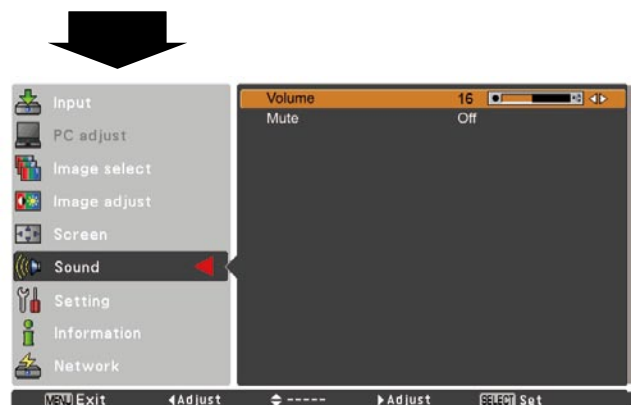 Input
PC adjust
Image select
Image adjust
Screen
Sound
Setting
Information
Network
Volume 16
Mute Off
MENU Exit ◀Adjust ----- ▶Adjust SELECT Set